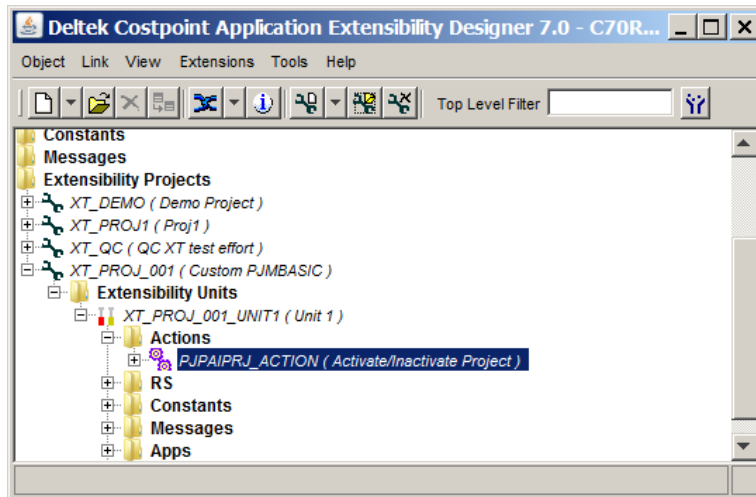 Deltek Costpoint Application Extensibility Designer 7.0 - C70R...
Object Link View Extensions Tools Help
Top Level Filter
Constants
Messages
Extensibility Projects
XT_DEMO ( Demo Project )
XT_PROJ1 ( Proj1 )
XT_QC ( QC XT test effort )
XT_PROJ_001 ( Custom PJMBASIC )
Extensibility Units
XT_PROJ_001_UNIT1 ( Unit 1 )
Actions
PJPAIPRJ_ACTION ( Activate/Inactivate Project )
RS
Constants
Messages
Apps